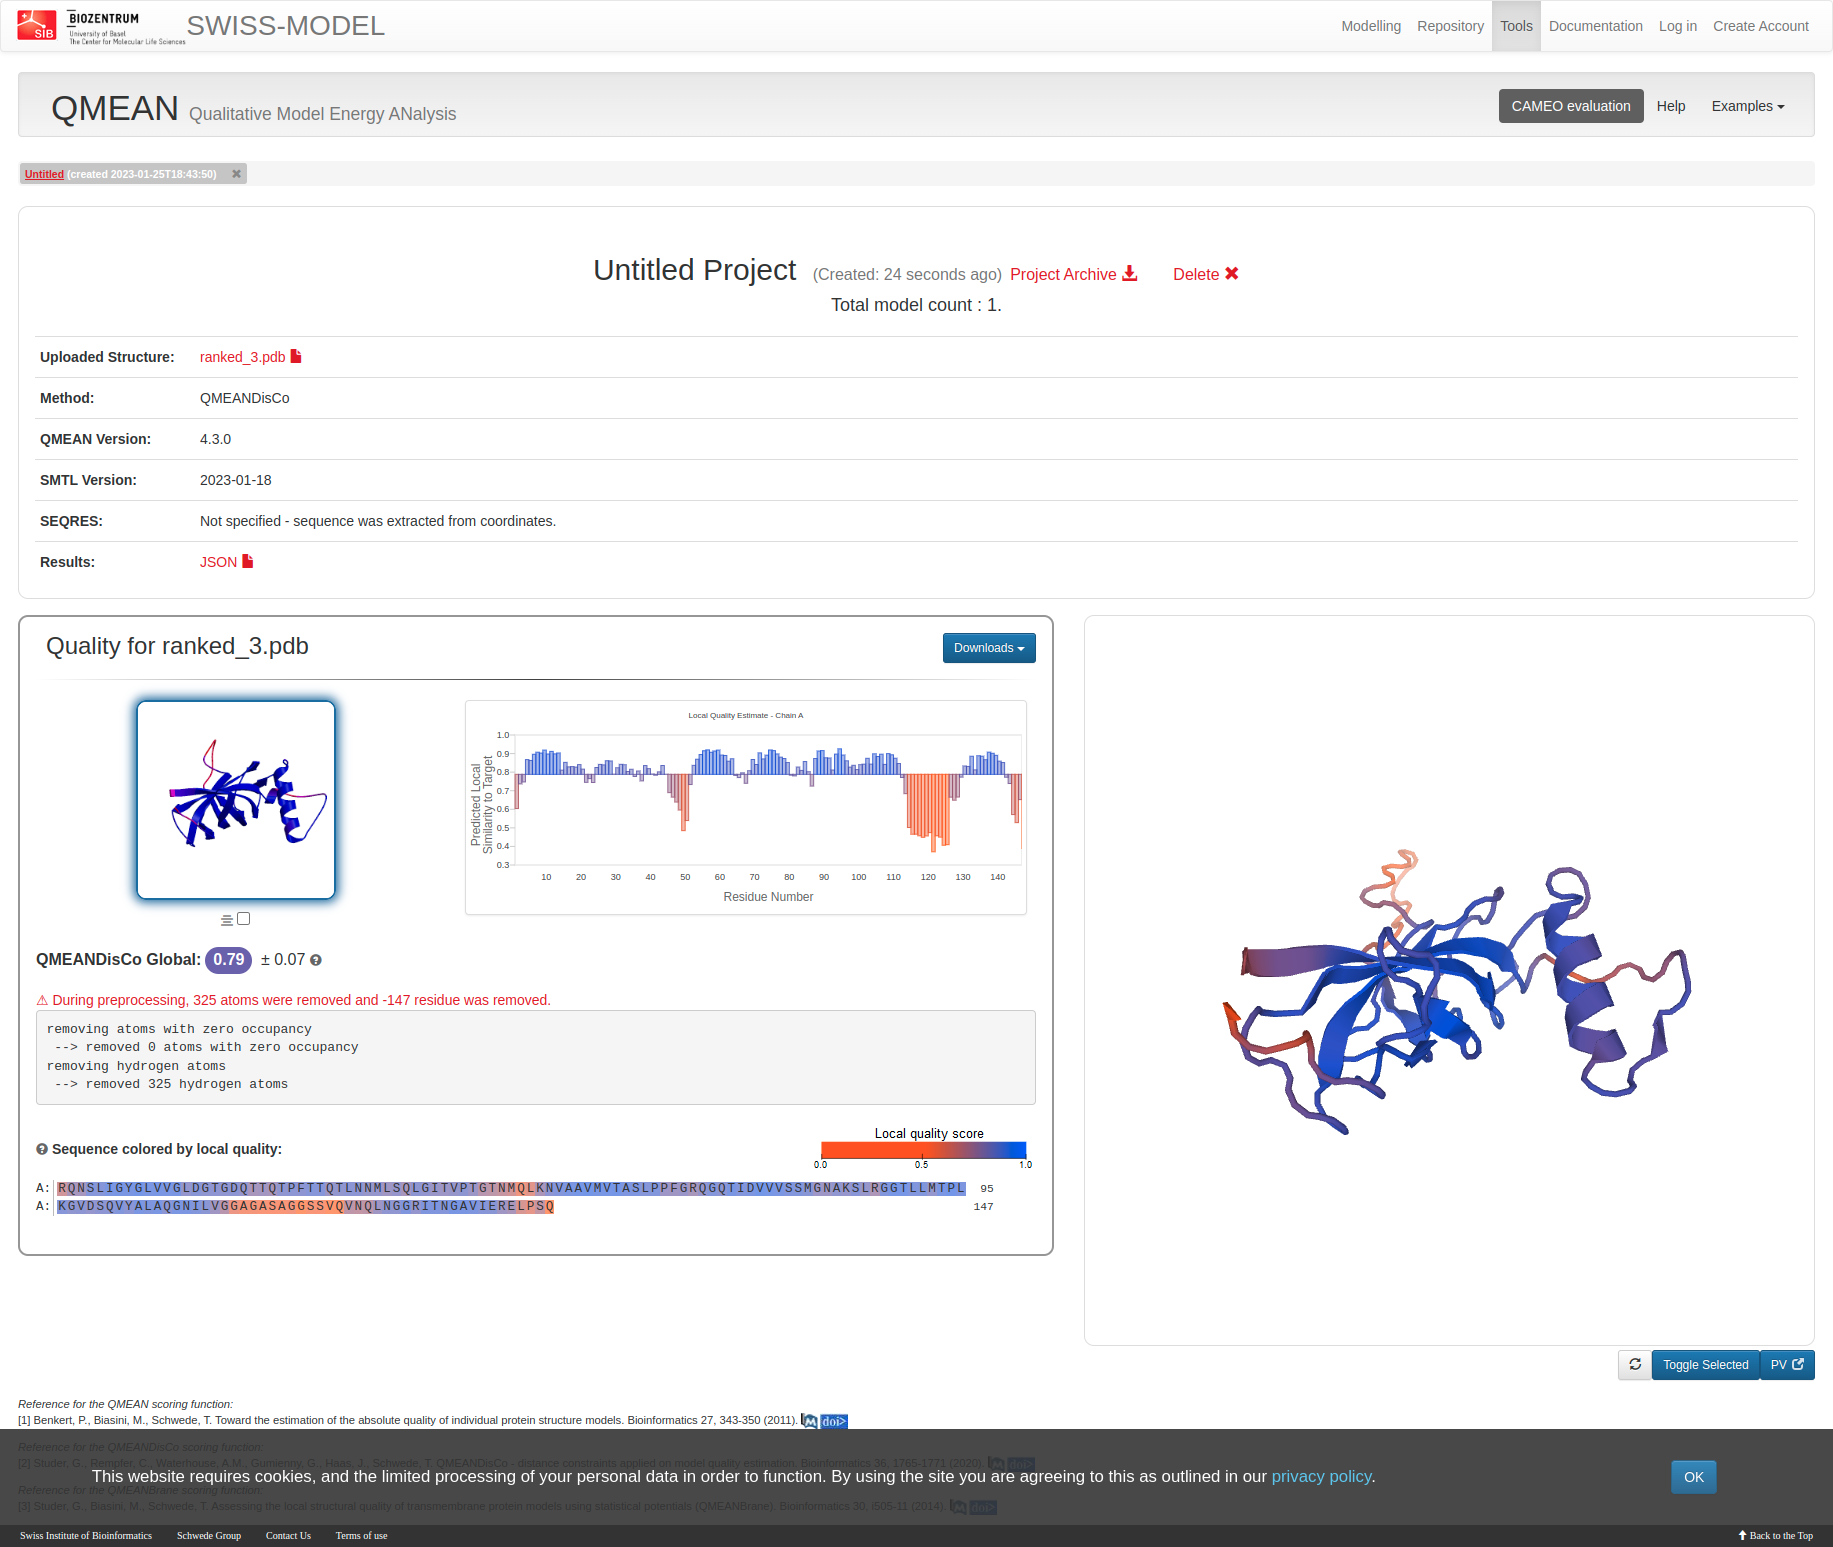 SIB
BIOZENTRUM
University of Basel
The Center for Molecular Life Sciences
SWISS-MODEL
Modelling Repository Tools Documentation Log in Create Account
QMEAN Qualitative Model Energy ANalysis
CAMEO evaluation Help Examples
Untitled (created 2023-01-25T18:43:50)
Untitled Project (Created: 24 seconds ago) Project Archive Delete
Total model count : 1.
Uploaded Structure: ranked_3.pdb
Method: QMEANDisCo
QMEAN Version: 4.3.0
SMTL Version: 2023-01-18
SEQRES: Not specified - sequence was extracted from coordinates.
Results: JSON
Quality for ranked_3.pdb
Downloads
Local Quality Estimate - Chain A
Predicted Local
Similarity to Target
1.0
0.9
0.8
0.7
0.6
0.5
0.4
0.3
10 20 30 40 50 60 70 80 90 100 110 120 130 140
Residue Number
QMEANDisCo Global: 0.79 ± 0.07
During preprocessing, 325 atoms were removed and -147 residue was removed.
removing atoms with zero occupancy
--> removed 0 atoms with zero occupancy
removing hydrogen atoms
--> removed 325 hydrogen atoms
Sequence colored by local quality:
Local quality score
0.0 0.5 1.0
A: RQNSLIGYGLVVGLDGTGDQTTQTPFTTQTLNNMLSQLGITVPTGTNMQLKNVAAVMVTASLPPFGRQGQTIDVVVSSMGNAKSLRGGTLLMTPL 95
A: KGVDSQVYALAQGNILVGGAGASAGGSSVQVNQLNGGRITNGAVIERELPSQ 147
Toggle Selected PV
Reference for the QMEAN scoring function:
[1] Benkert, P., Biasini, M., Schwede, T. Toward the estimation of the absolute quality of individual protein structure models. Bioinformatics 27, 343-350 (2011). M doi>
Reference for the QMEANDisCo scoring function:
[2] Studer, G., Rempfer, C., Waterhouse, A.M., Gumienny, G., Haas, J., Schwede, T. QMEANDisCo - distance constraints applied on model quality estimation. Bioinformatics 36, 1765-1771 (2020). M doi>
This website requires cookies, and the limited processing of your personal data in order to function. By using the site you are agreeing to this as outlined in our privacy policy.
OK
Reference for the QMEANBrane scoring function:
[3] Studer, G., Biasini, M., Schwede, T. Assessing the local structural quality of transmembrane protein models using statistical potentials (QMEANBrane). Bioinformatics 30, i505-11 (2014). M doi>
Swiss Institute of Bioinformatics Schwede Group Contact Us Terms of use Back to the Top